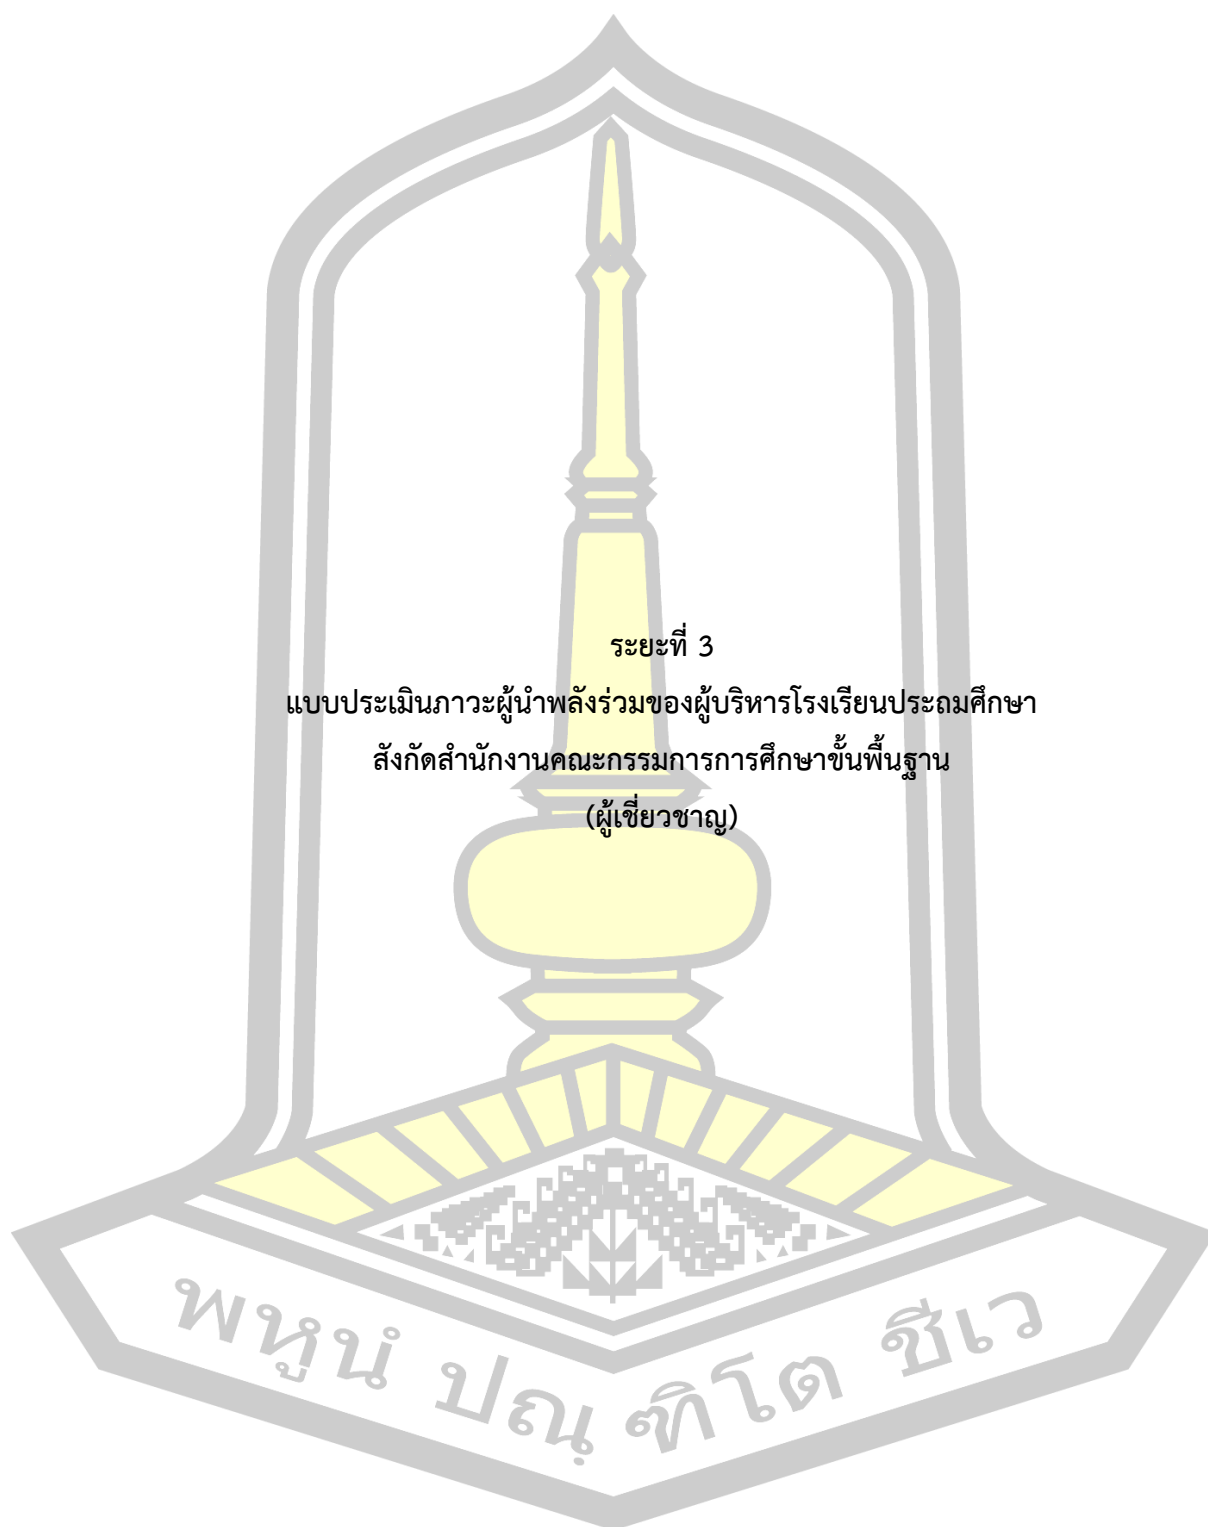 ระยะที่ 3
แบบประเมินภาวะผู้นำพลังร่วมของผู้บริหารโรงเรียนประถมศึกษา
สังกัดสำนักงานคณะกรรมการการศึกษาขั้นพื้นฐาน
(ผู้เชี่ยวชาญ)
พหูนํ ปณฺฑิโต ชีเว